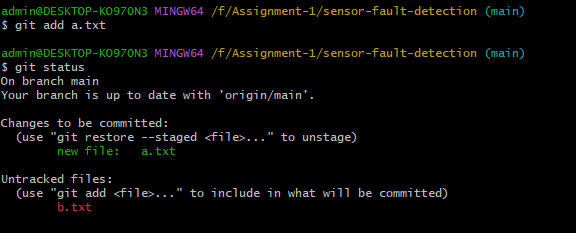 admin@DESKTOP-KO97ON3 MINGW64 /f/Assignment-1/sensor-fault-detection (main)
$ git add a.txt
admin@DESKTOP-KO97ON3 MINGW64 /f/Assignment-1/sensor-fault-detection (main)
$ git status
On branch main
Your branch is up to date with 'origin/main'.
Changes to be committed:
(use "git restore --staged <file>..." to unstage)
new file:   a.txt
Untracked files:
(use "git add <file>..." to include in what will be committed)
b.txt